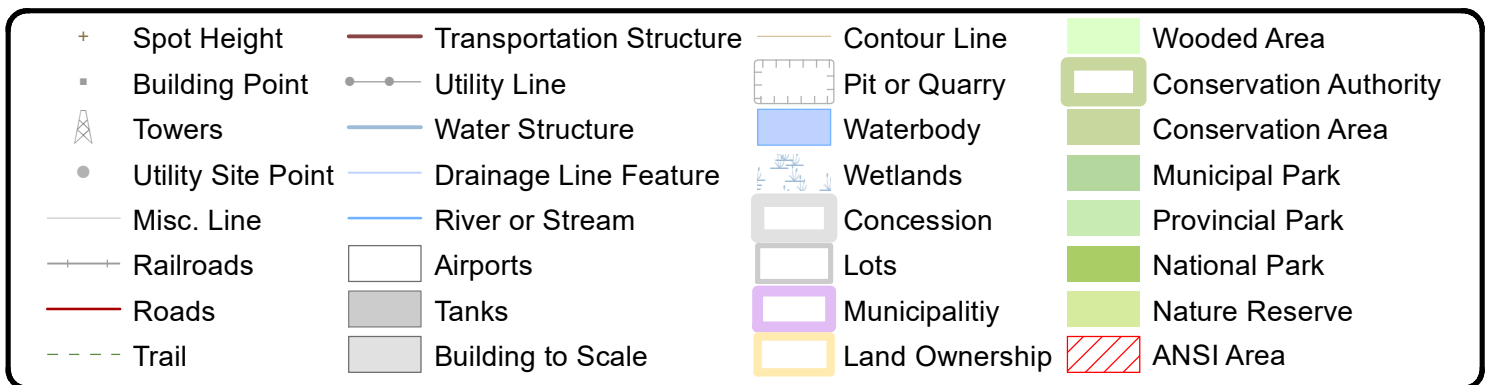 Spot Height
Building Point
Towers
Utility Site Point
Misc. Line
Railroads
Roads
Trail
Transportation Structure
Utility Line
Water Structure
Drainage Line Feature
River or Stream
Airports
Tanks
Building to Scale
Contour Line
Pit or Quarry
Waterbody
Wetlands
Concession
Lots
Municipalitiy
Land Ownership
Wooded Area
Conservation Authority
Conservation Area
Municipal Park
Provincial Park
National Park
Nature Reserve
ANSI Area